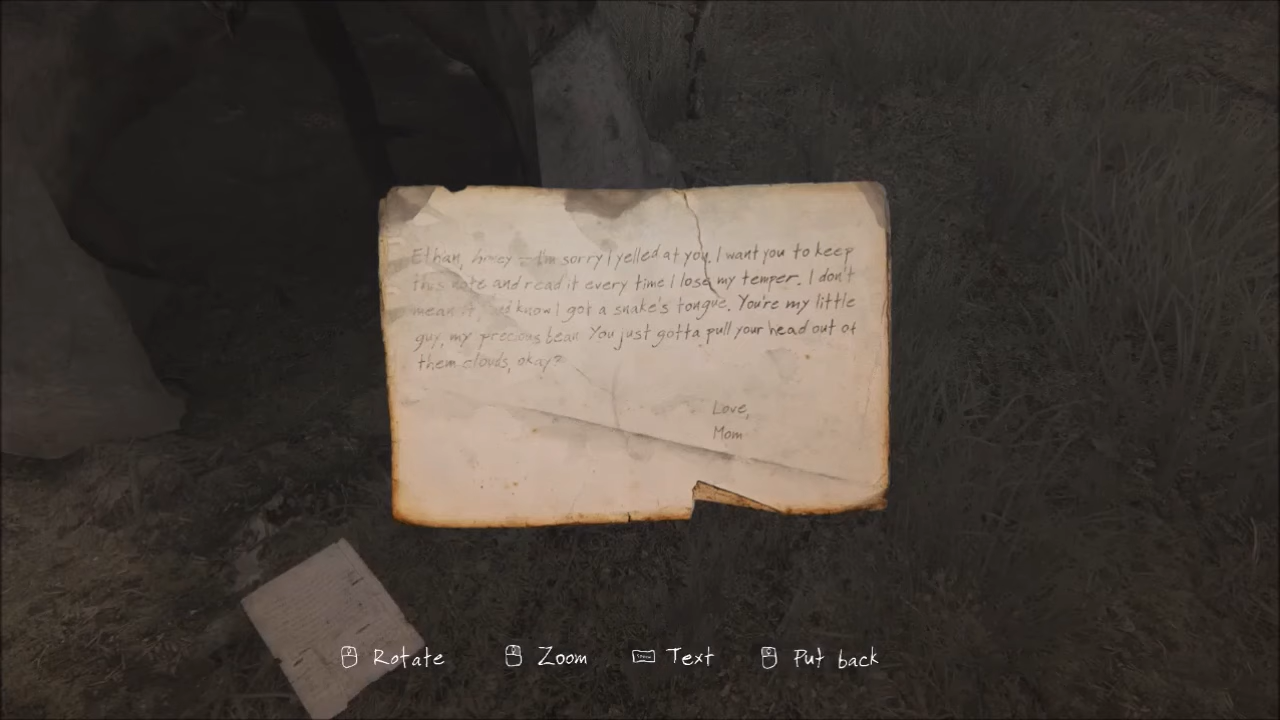 Ethan, honey – I'm sorry I yelled at you. I want you to keep
this note and read it every time I lose my temper. I don't
mean it, and know I got a snake's tongue. You're my little
guy, my precious bean. You just gotta pull your head out of
them clouds, okay?
Love,
Mom
Rotate
Zoom
Text
Put back